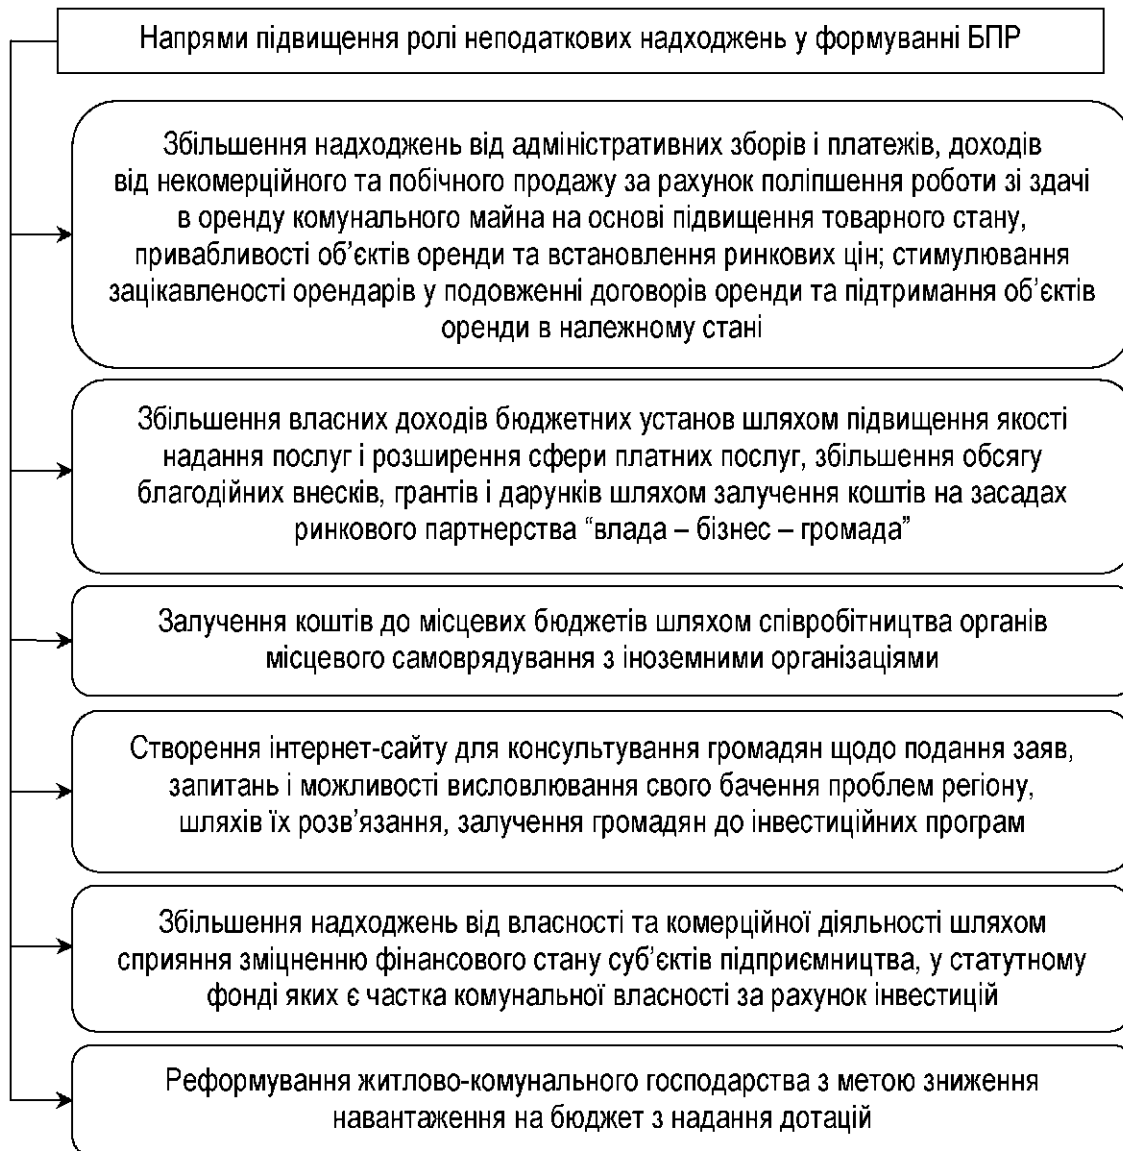 Напрями підвищення ролі неподаткових надходжень у формуванні БПР
Збільшення надходжень від адміністративних зборів і платежів, доходів
від некомерційного та побічного продажу за рахунок поліпшення роботи зі здачі
в оренду комунального майна на основі підвищення товарного стану,
привабливості об’єктів оренди та встановлення ринкових цін; стимулювання
зацікавленості орендарів у подовженні договорів оренди та підтримання об’єктів
оренди в належному стані
Збільшення власних доходів бюджетних установ шляхом підвищення якості
надання послуг і розширення сфери платних послуг, збільшення обсягу
благодійних внесків, грантів і дарунків шляхом залучення коштів на засадах
ринкового партнерства “влада – бізнес – громада”
Залучення коштів до місцевих бюджетів шляхом співробітництва органів
місцевого самоврядування з іноземними організаціями
Створення інтернет-сайту для консультування громадян щодо подання заяв,
запитань і можливості висловлювання свого бачення проблем регіону,
шляхів їх розв’язання, залучення громадян до інвестиційних програм
Збільшення надходжень від власності та комерційної діяльності шляхом
сприяння зміцненню фінансового стану суб’єктів підприємництва, у статутному
фонді яких є частка комунальної власності за рахунок інвестицій
Реформування житлово-комунального господарства з метою зниження
навантаження на бюджет з надання дотацій